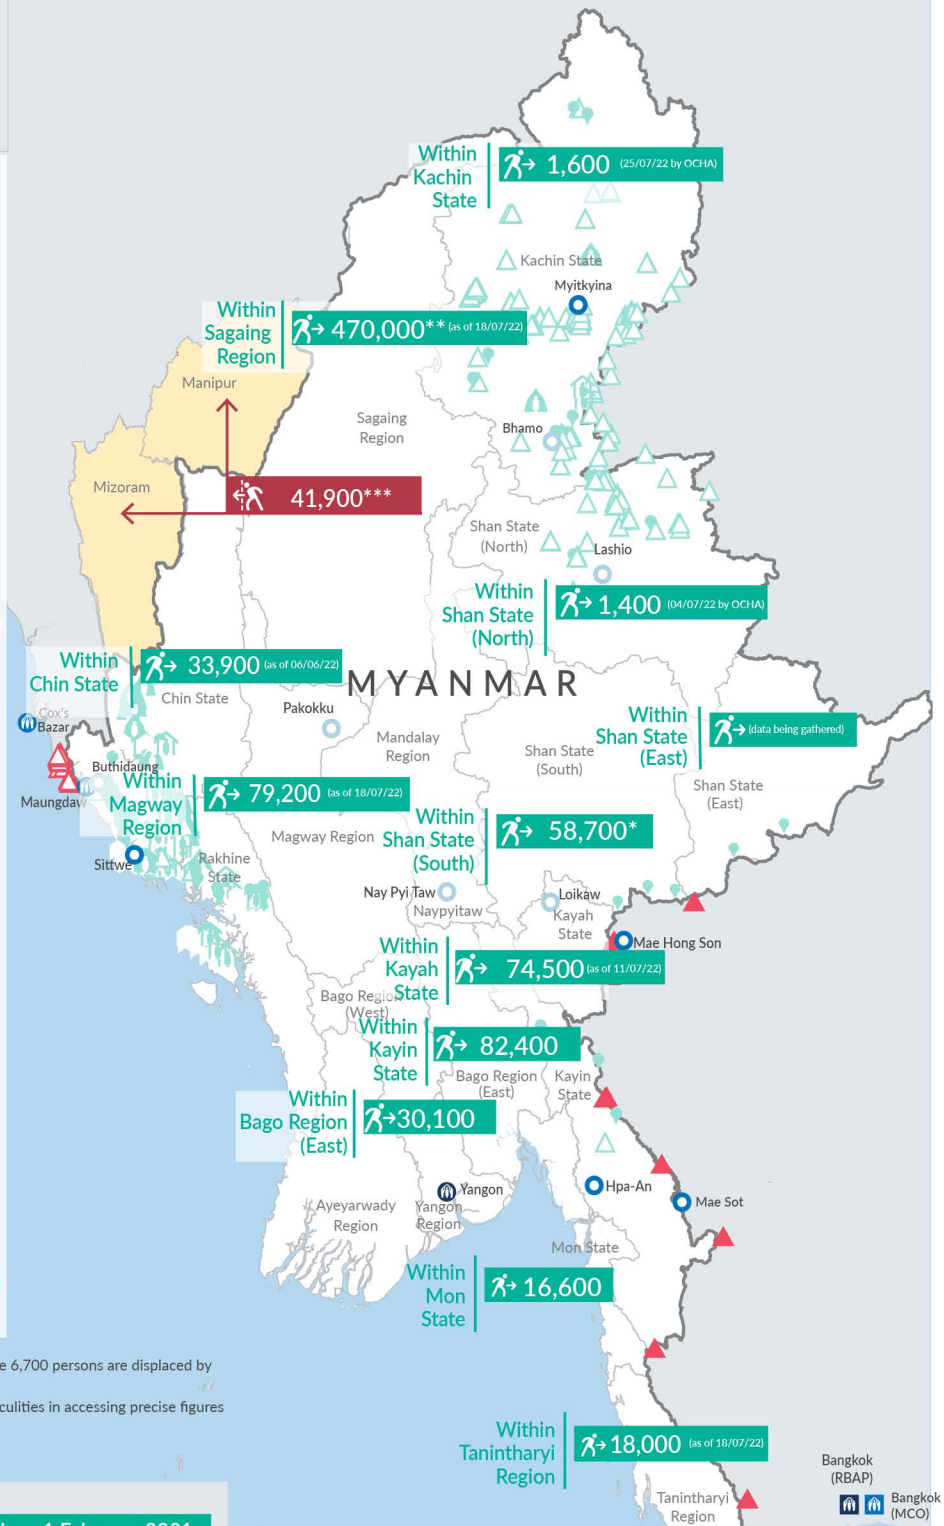 Within
Kachin
State
1,600 (25/07/22 by OCHA)
Kachin State
Myitkyina
Within
Sagaing
Region
470,000** (as of 18/07/22)
Manipur
Sagaing
Region
Bhamo
Mizoram
41,900***
Shan State
(North)
Lashio
Within
Shan State
(North)
1,400 (04/07/22 by OCHA)
Within
Chin State
33,900 (as of 06/06/22)
MYANMAR
Chin State
Cox's
Bazar
Pakokku
Mandalay
Region
Shan State
(South)
Within
Shan State
(East)
(data being gathered)
Shan State
(East)
Buthidaung
Maungdaw
Within
Magway
Region
79,200 (as of 18/07/22)
Magway Region
Within
Shan State
(South)
58,700*
Sittwe
Rakhine
State
Nay Pyi Taw
Naypyitaw
Loikaw
Kayah
State
Mae Hong Son
Within
Kayah
State
74,500 (as of 11/07/22)
Bago Region
(West)
Within
Kayin
State
82,400
Bago Region
(East)
Kayin
State
Within
Bago Region
(East)
30,100
Hpa-An
Mae Sot
Yangon
Yangon
Region
Ayeyarwady
Region
Mon State
Within
Mon
State
16,600
e 6,700 persons are displaced by
culities in accessing precise figures
Within
Tanintharyi
Region
18,000 (as of 18/07/22)
Tanintharyi
Region
Bangkok
(RBAP)
Bangkok
(MCO)